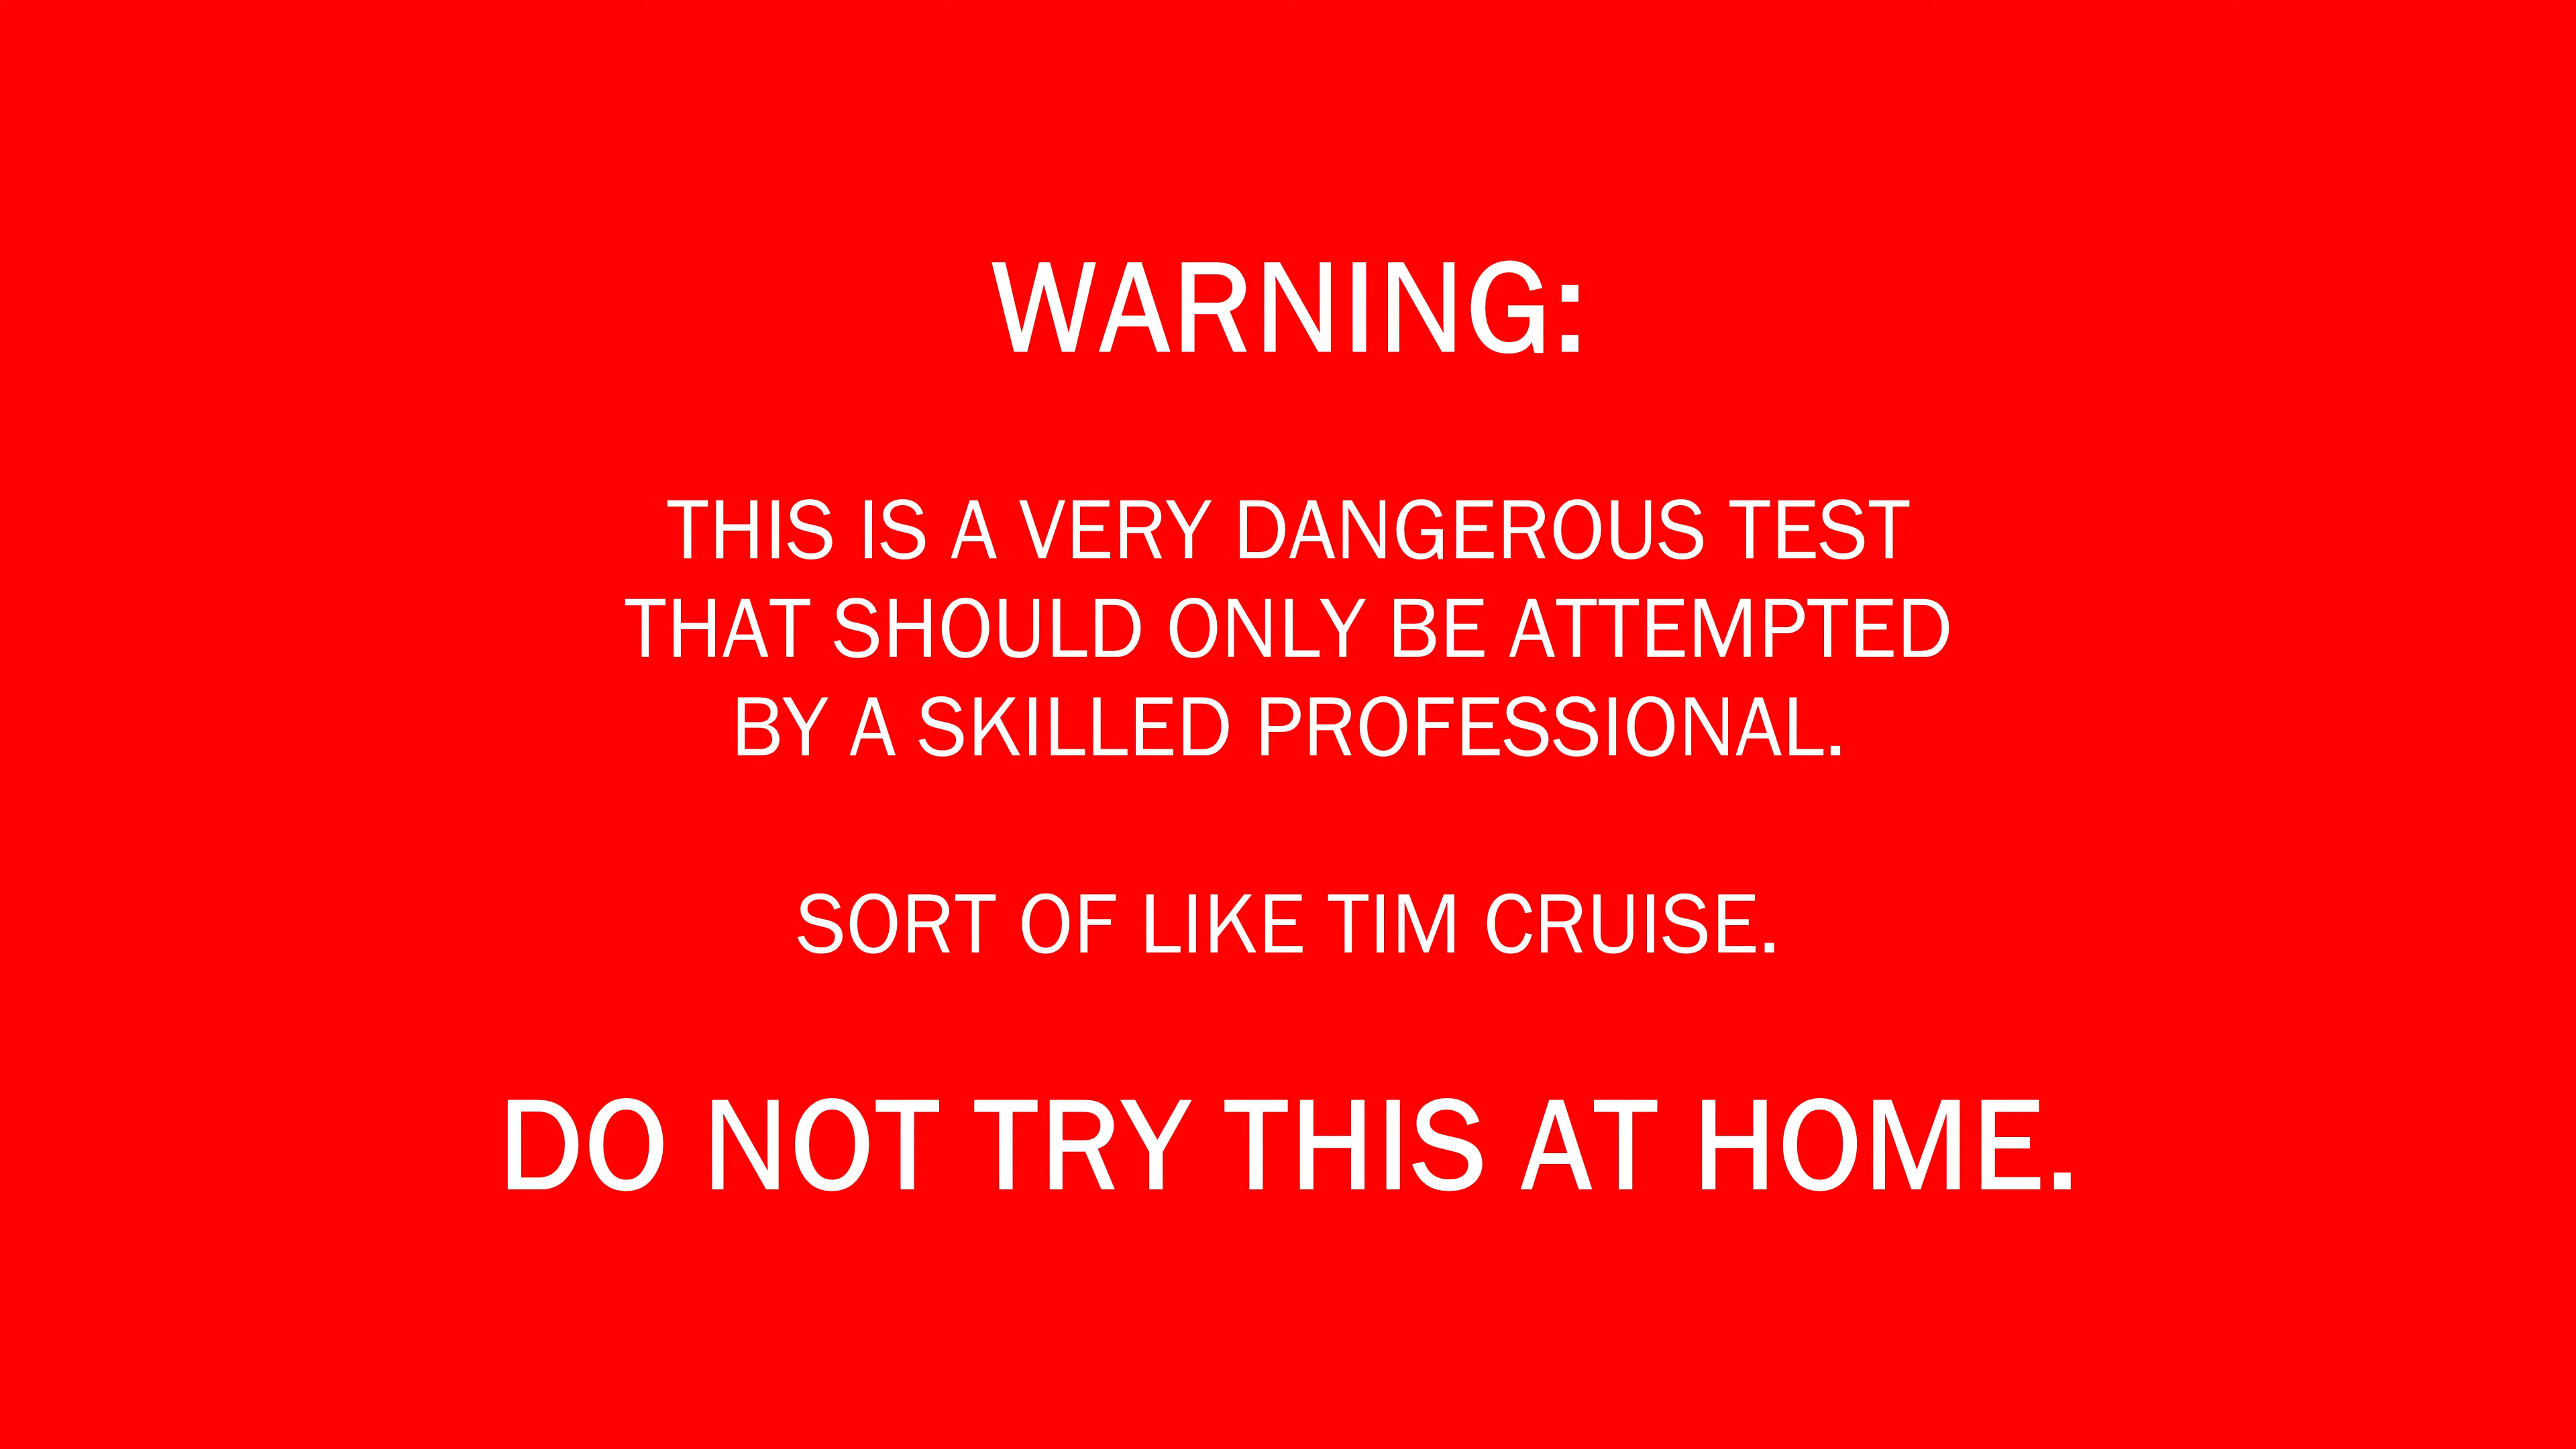 WARNING:
THIS IS A VERY DANGEROUS TEST
THAT SHOULD ONLY BE ATTEMPTED
BY A SKILLED PROFESSIONAL.
SORT OF LIKE TIM CRUISE.
DO NOT TRY THIS AT HOME.